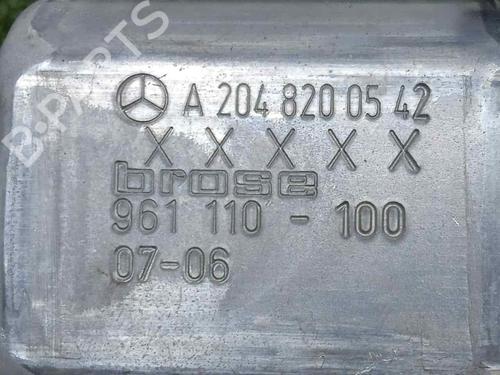 B-PARTS
A 204 820 05 42
X X X X X
brose
961 110 - 100
07-06